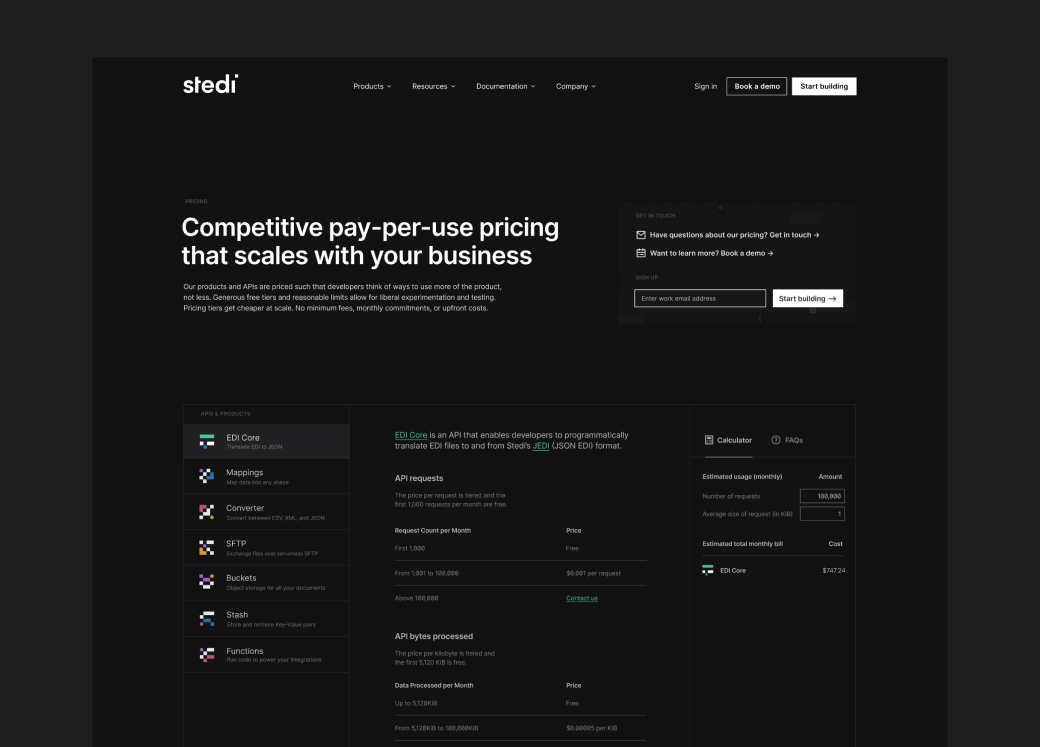 stedi
Products
Resources
Documentation
Company
Sign in
Book a demo
Start building
PRICING
Competitive pay-per-use pricing
that scales with your business
Our products and APIs are priced such that developers think of ways to use more of the product,
not less. Generous free tiers and reasonable limits allow for liberal experimentation and testing.
Pricing tiers get cheaper at scale. No minimum fees, monthly commitments, or upfront costs.
GET IN TOUCH
Have questions about our pricing? Get in touch →
Want to learn more? Book a demo →
SIGN UP
Enter work email address
Start building →
APIS & PRODUCTS
EDI Core
Translate EDI to JSON
Mappings
Map data into any shape
Converter
Convert between CSV, XML, and JSON
SFTP
Exchange files over serverless SFTP
Buckets
Object storage for all your documents
Stash
Store and retrieve Key-Value pairs
Functions
Run code to power your integrations
EDI Core is an API that enables developers to programmatically
translate EDI files to and from Stedi's JEDI (JSON EDI) format.
API requests
The price per request is tiered and the
first 1,000 requests per month are free.
Request Count per Month Price
First 1,000 Free
From 1,001 to 100,000 $0.001 per request
Above 100,000 Contact us
API bytes processed
The price per kilobyte is tiered and
the first 5,120 KiB is free.
Data Processed per Month Price
Up to 5,120KiB Free
From 5,120KiB to 100,000KiB $0.00005 per KiB
Calculator
FAQs
Estimated usage (monthly) Amount
Number of requests 100,000
Average size of request (in KiB) 1
Estimated total monthly bill Cost
EDI Core $747.24